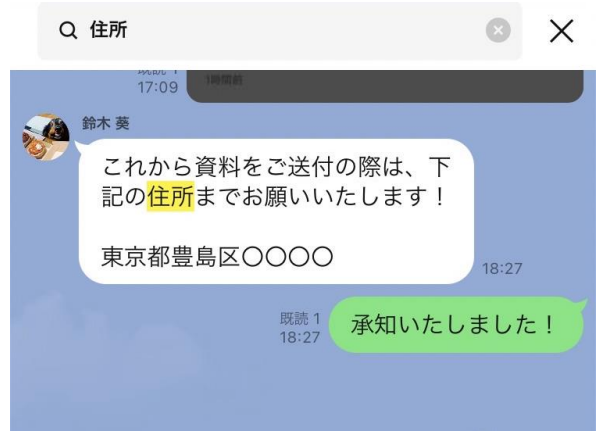 住所
既読 1
17:09
1時間前
鈴木 葵
これから資料をご送付の際は、下
記の住所までお願いいたします！
東京都豊島区〇〇〇〇
18:27
既読 1
18:27
承知いたしました！